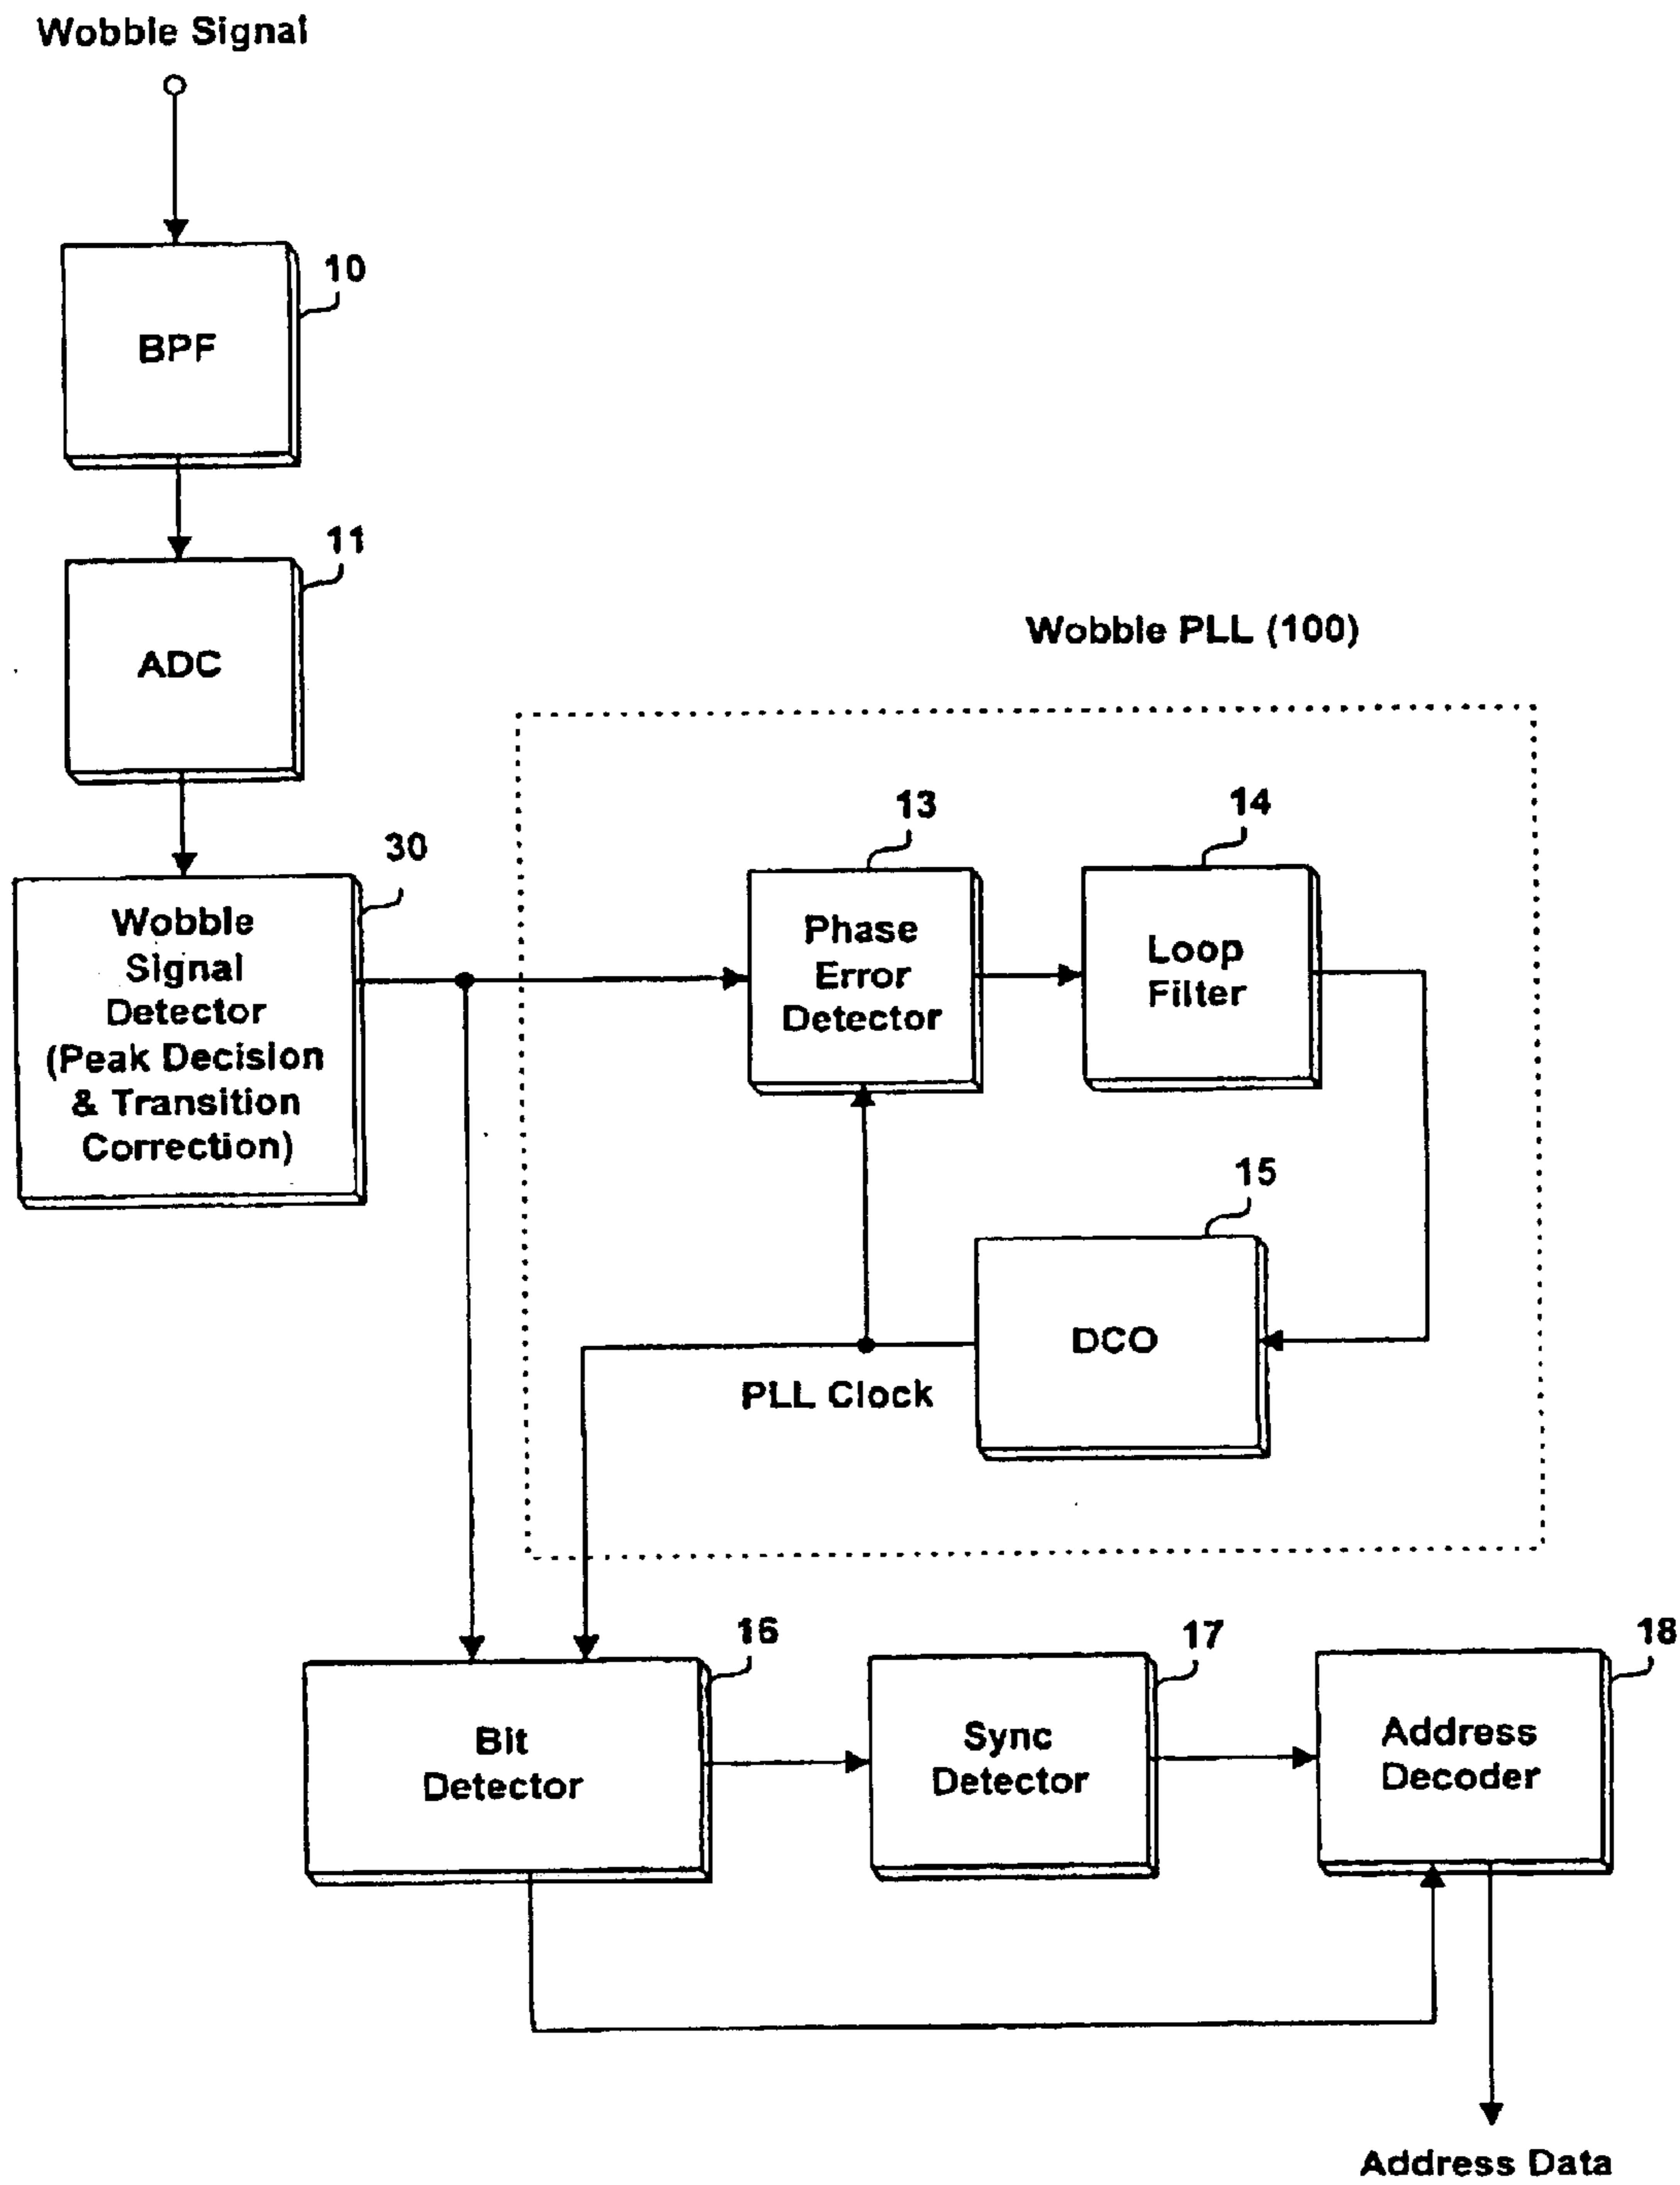 Wobble Signal
10
BPF
11
ADC
Wobble PLL (100)
30
Wobble
Signal
Detector
(Peak Decision
& Transition
Correction)
13
Phase
Error
Detector
14
Loop
Filter
15
DCO
PLL Clock
16
Bit
Detector
17
Sync
Detector
18
Address
Decoder
Address Data